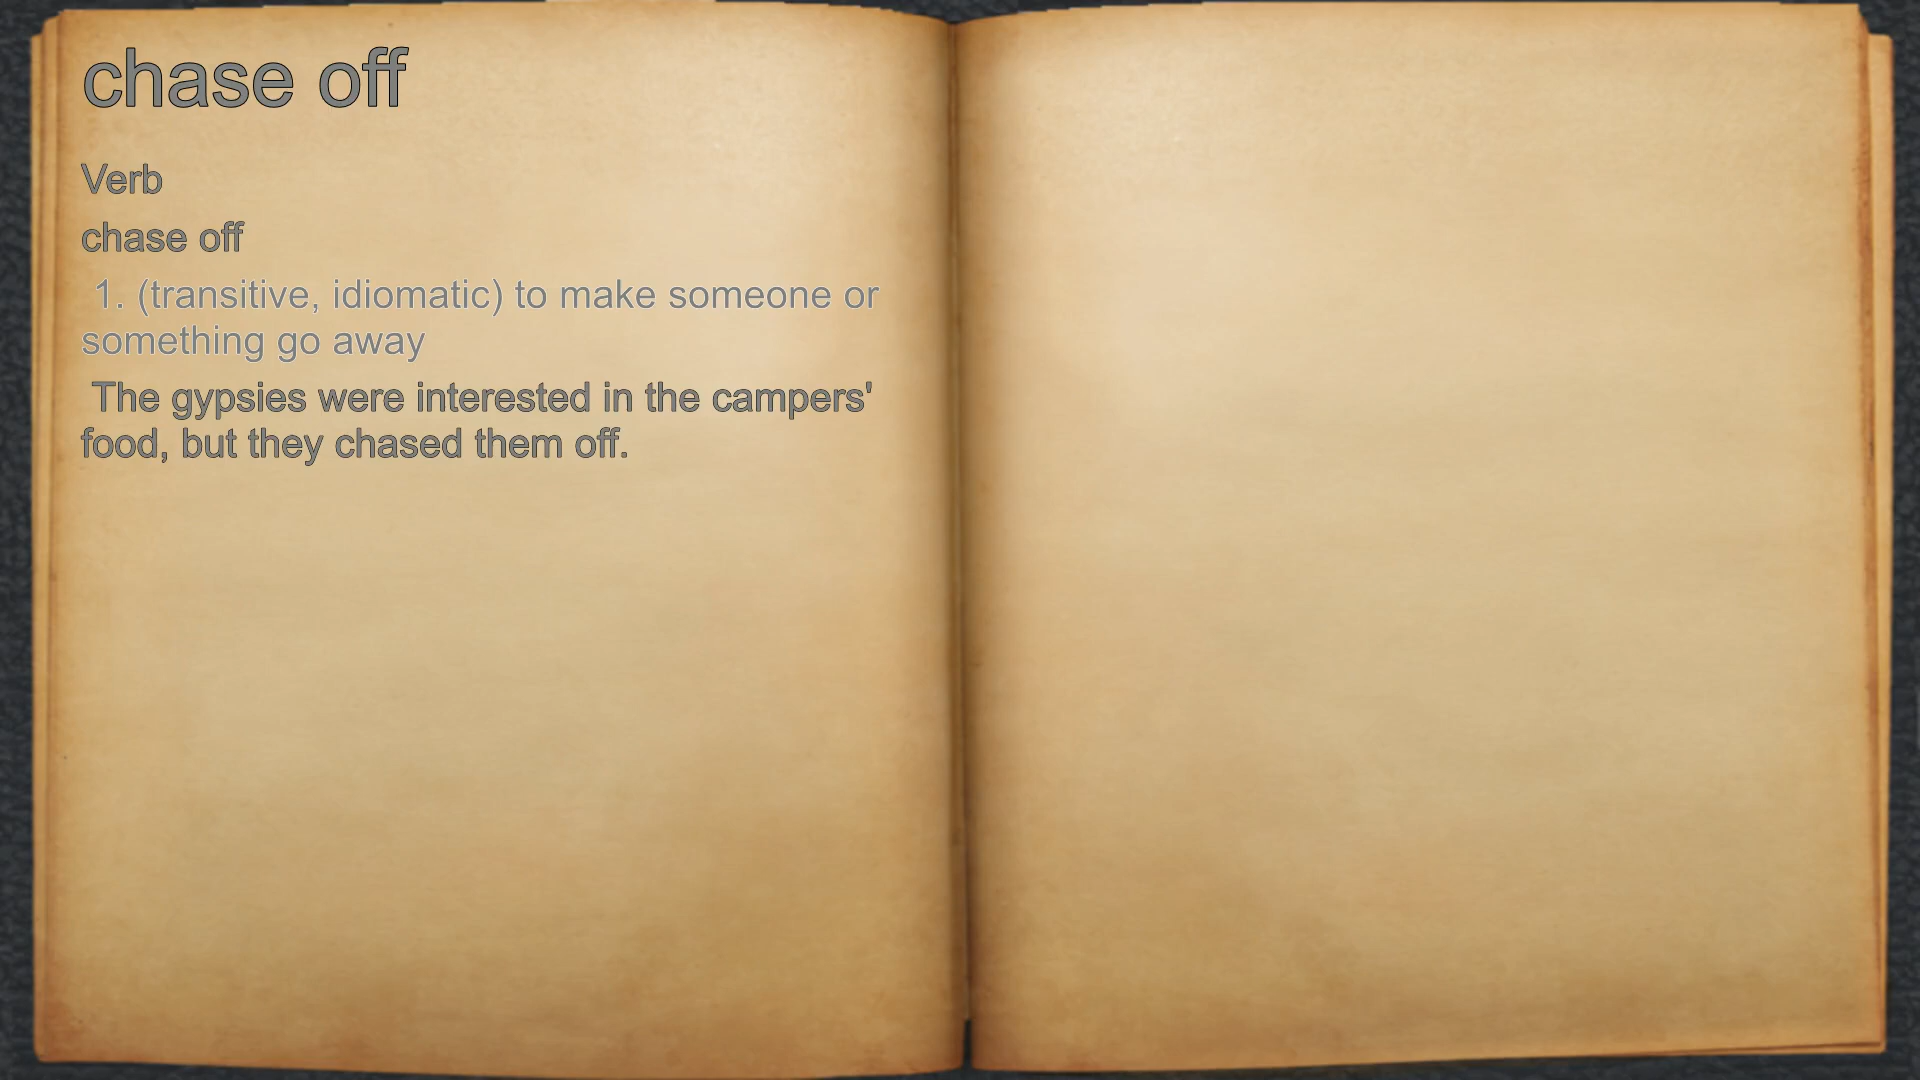 chase off
Verb
chase off
1. (transitive, idiomatic) to make someone or
something go away
The gypsies were interested in the campers'
food, but they chased them off.